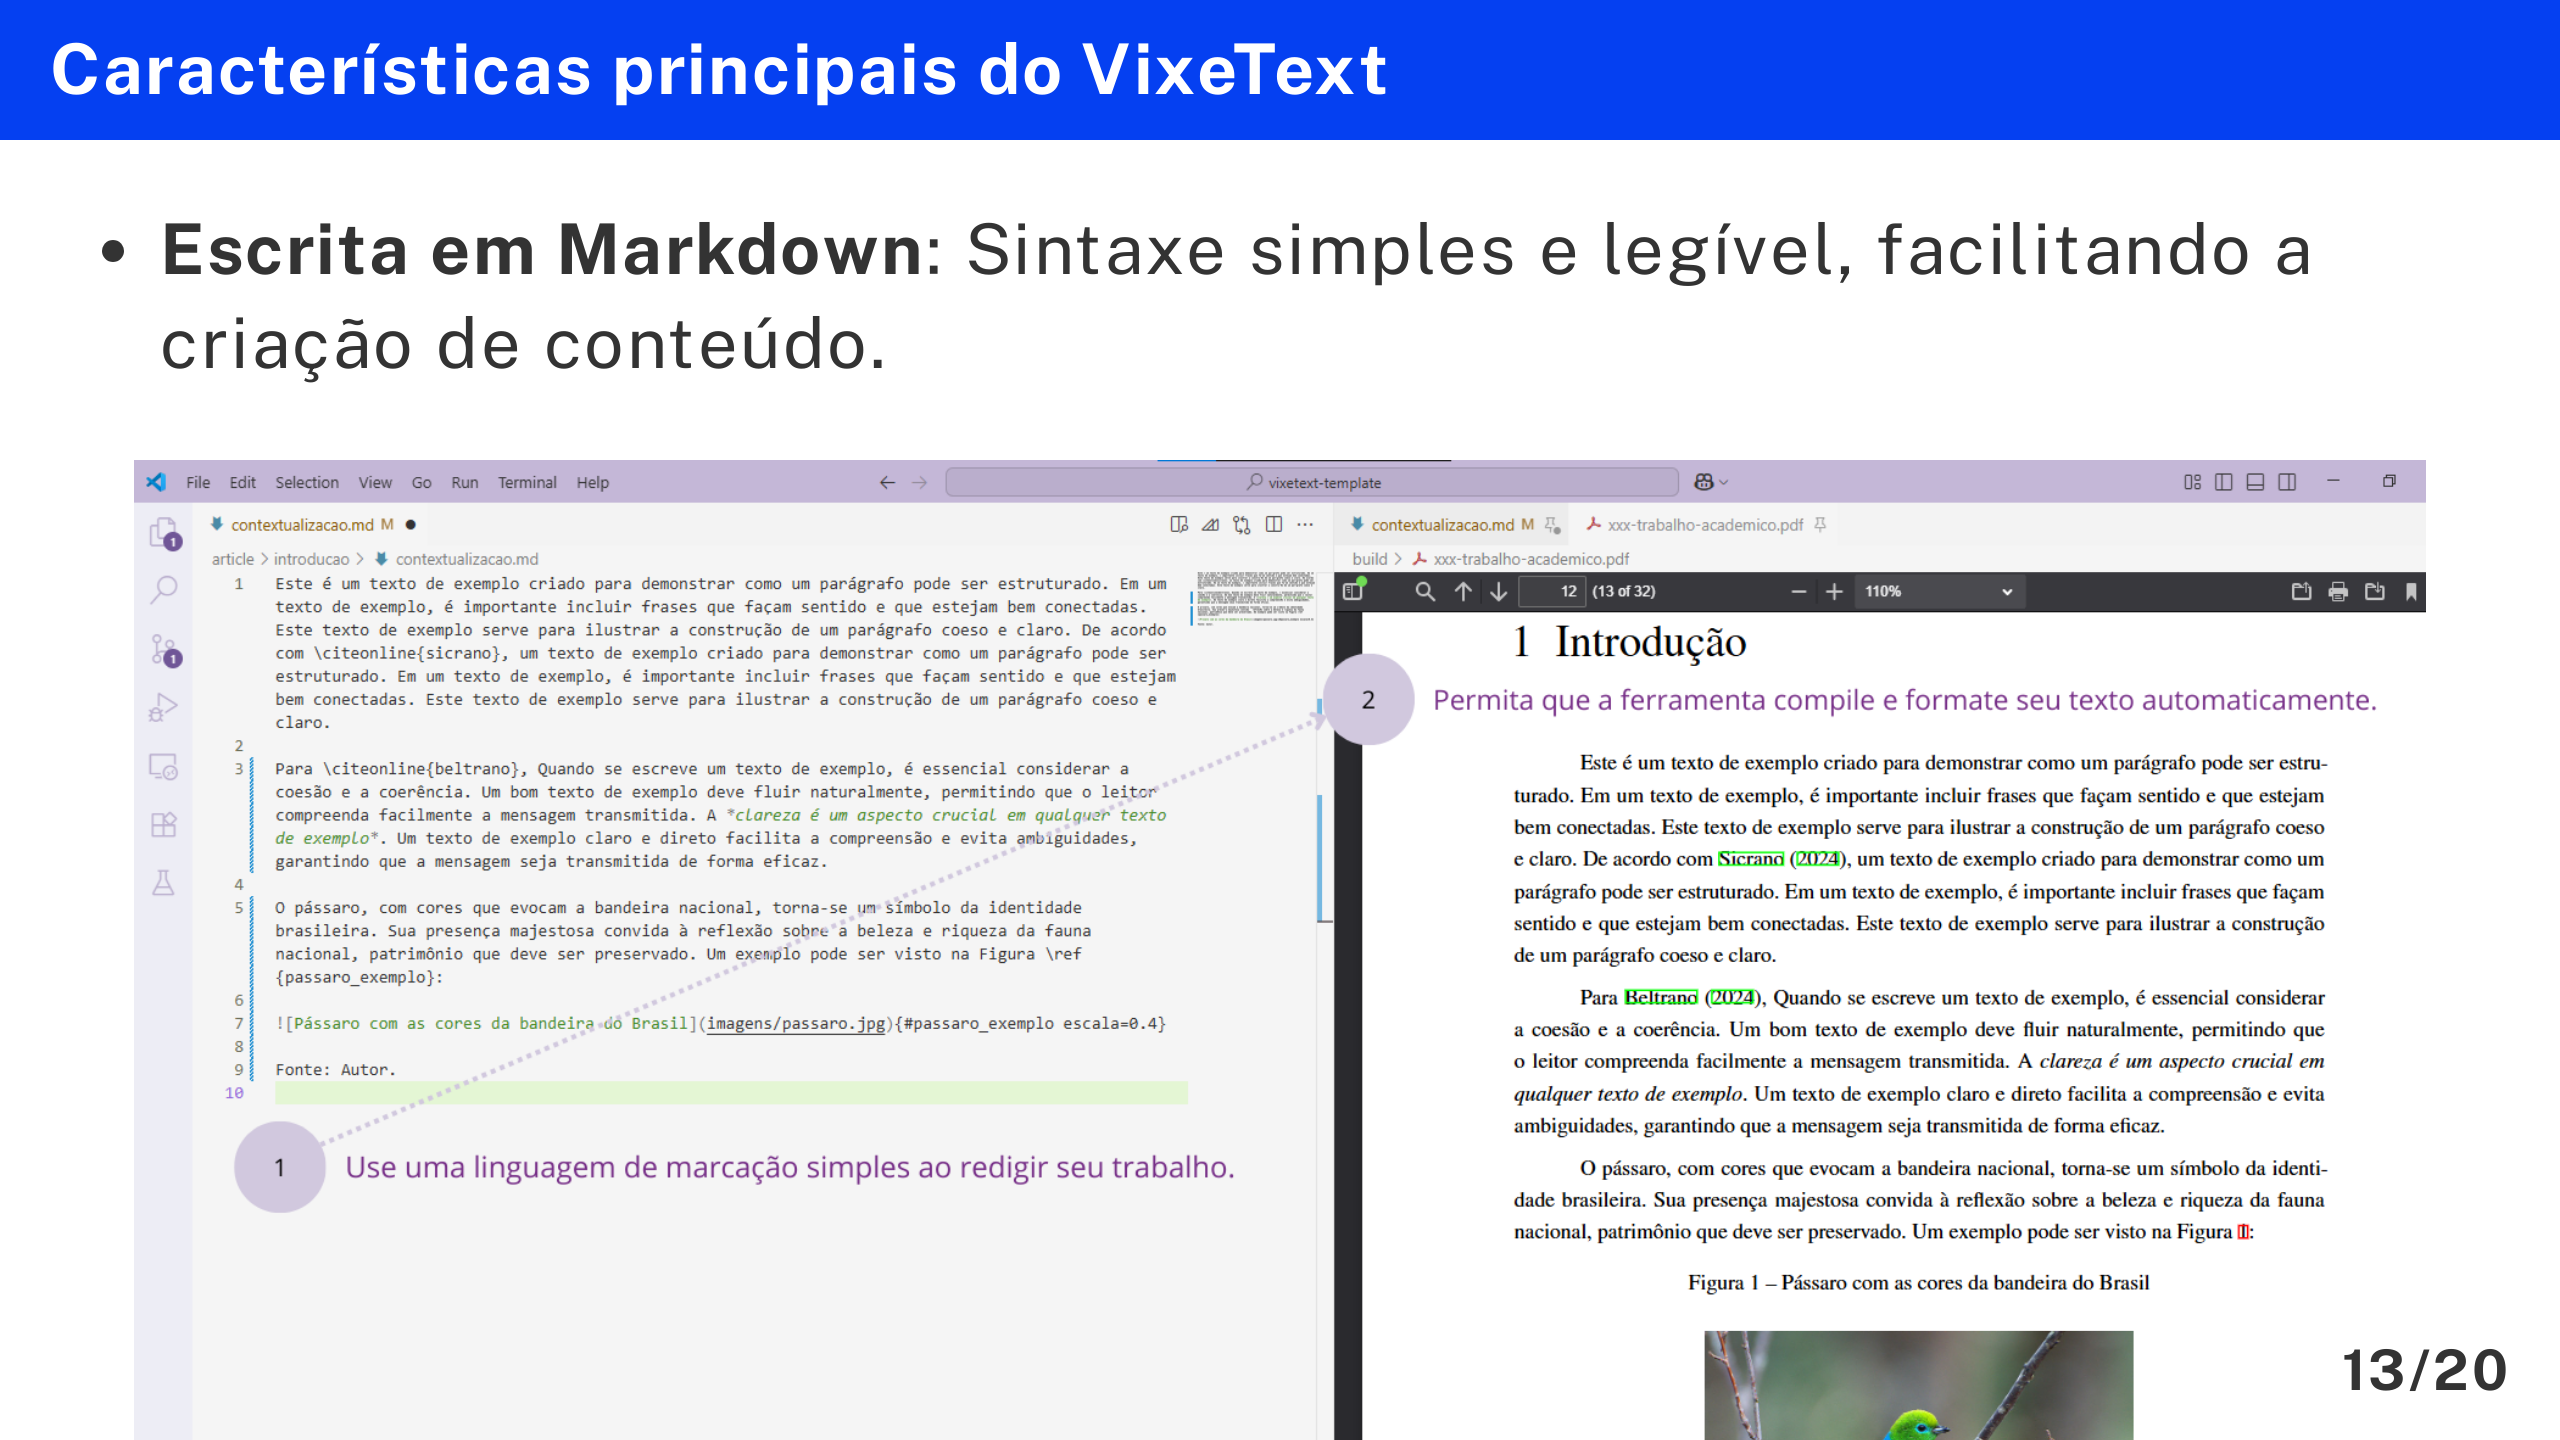 Características principais do VixeText
• Escrita em Markdown: Sintaxe simples e legível, facilitando a
criação de conteúdo.
File Edit Selection View Go Run Terminal Help
vixetext-template
contextualizacao.md M
article > introducao > contextualizacao.md
1 Este é um texto de exemplo criado para demonstrar como um parágrafo pode ser estruturado. Em um
texto de exemplo, é importante incluir frases que façam sentido e que estejam bem conectadas.
Este texto de exemplo serve para ilustrar a construção de um parágrafo coeso e claro. De acordo
com \citeonline{sicrano}, um texto de exemplo criado para demonstrar como um parágrafo pode ser
estruturado. Em um texto de exemplo, é importante incluir frases que façam sentido e que estejam
bem conectadas. Este texto de exemplo serve para ilustrar a construção de um parágrafo coeso e
claro.
2
3 Para \citeonline{beltrano}, Quando se escreve um texto de exemplo, é essencial considerar a
coesão e a coerência. Um bom texto de exemplo deve fluir naturalmente, permitindo que o leitor
compreenda facilmente a mensagem transmitida. A *clareza é um aspecto crucial em qualquer texto
de exemplo*. Um texto de exemplo claro e direto facilita a compreensão e evita ambiguidades,
garantindo que a mensagem seja transmitida de forma eficaz.
4
5 O pássaro, com cores que evocam a bandeira nacional, torna-se um símbolo da identidade
brasileira. Sua presença majestosa convida à reflexão sobre a beleza e riqueza da fauna
nacional, patrimônio que deve ser preservado. Um exemplo pode ser visto na Figura \ref
{passaro_exemplo}:
6
7 ![Pássaro com as cores da bandeira do Brasil](imagens/passaro.jpg){#passaro_exemplo escala=0.4}
8
9 Fonte: Autor.
10
1
1
1 Use uma linguagem de marcação simples ao redigir seu trabalho.
contextualizacao.md M
xxx-trabalho-academico.pdf
build > xxx-trabalho-academico.pdf
12 (13 of 32) 110%
1 Introdução
2 Permita que a ferramenta compile e formate seu texto automaticamente.
Este é um texto de exemplo criado para demonstrar como um parágrafo pode ser estru-
turado. Em um texto de exemplo, é importante incluir frases que façam sentido e que estejam
bem conectadas. Este texto de exemplo serve para ilustrar a construção de um parágrafo coeso
e claro. De acordo com Sicrano (2024), um texto de exemplo criado para demonstrar como um
parágrafo pode ser estruturado. Em um texto de exemplo, é importante incluir frases que façam
sentido e que estejam bem conectadas. Este texto de exemplo serve para ilustrar a construção
de um parágrafo coeso e claro.
Para Beltrano (2024), Quando se escreve um texto de exemplo, é essencial considerar
a coesão e a coerência. Um bom texto de exemplo deve fluir naturalmente, permitindo que
o leitor compreenda facilmente a mensagem transmitida. A clareza é um aspecto crucial em
qualquer texto de exemplo. Um texto de exemplo claro e direto facilita a compreensão e evita
ambiguidades, garantindo que a mensagem seja transmitida de forma eficaz.
O pássaro, com cores que evocam a bandeira nacional, torna-se um símbolo da identi-
dade brasileira. Sua presença majestosa convida à reflexão sobre a beleza e riqueza da fauna
nacional, patrimônio que deve ser preservado. Um exemplo pode ser visto na Figura 1:
Figura 1 – Pássaro com as cores da bandeira do Brasil
13/20